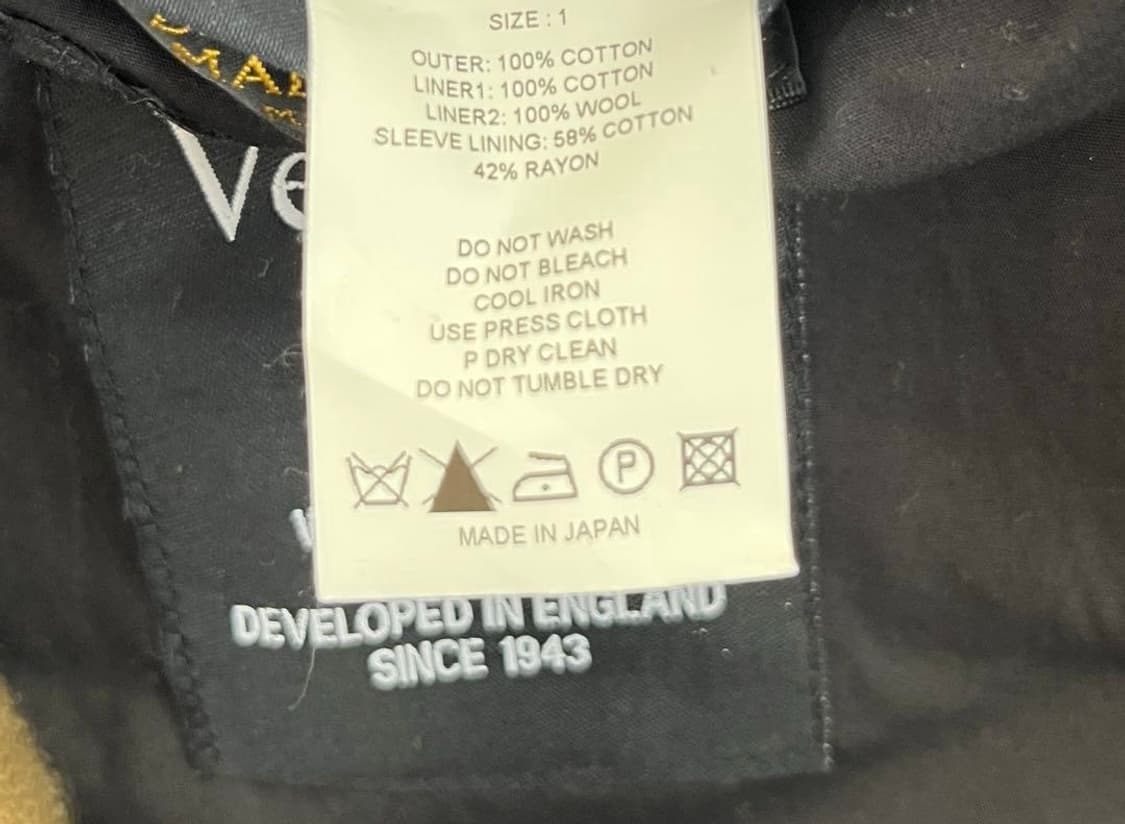 SIZE : 1
OUTER: 100% COTTON
LINER1: 100% COTTON
LINER2: 100% WOOL
SLEEVE LINING: 58% COTTON
42% RAYON
DO NOT WASH
DO NOT BLEACH
COOL IRON
USE PRESS CLOTH
P DRY CLEAN
DO NOT TUMBLE DRY
P
MADE IN JAPAN
DEVELOPED IN ENGLAND
SINCE 1943